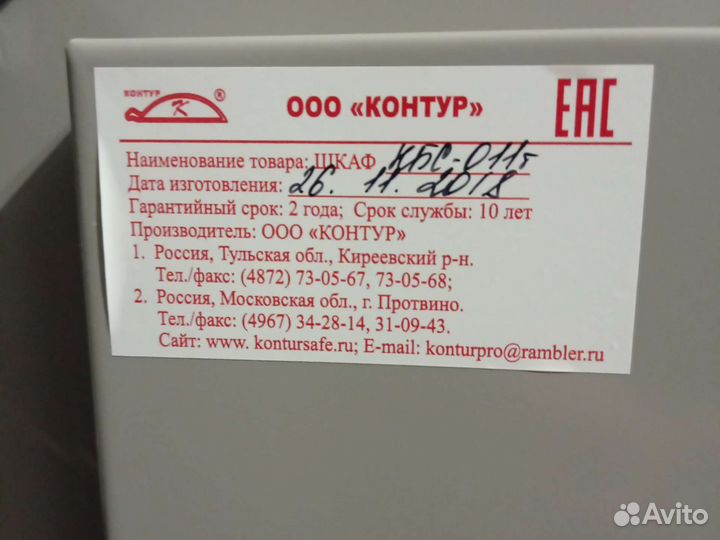 КОНТУР
К
®
ООО «КОНТУР»
ЕАС
Наименование товара: ШКАФ КБС-011т
Дата изготовления: 26. 11. 2018
Гарантийный срок: 2 года; Срок службы: 10 лет
Производитель: ООО «КОНТУР»
1. Россия, Тульская обл., Киреевский р-н.
Тел./факс: (4872) 73-05-67, 73-05-68;
2. Россия, Московская обл., г. Протвино.
Тел./факс: (4967) 34-28-14, 31-09-43.
Сайт: www. kontursafe.ru; E-mail: konturpro@rambler.ru
Avito